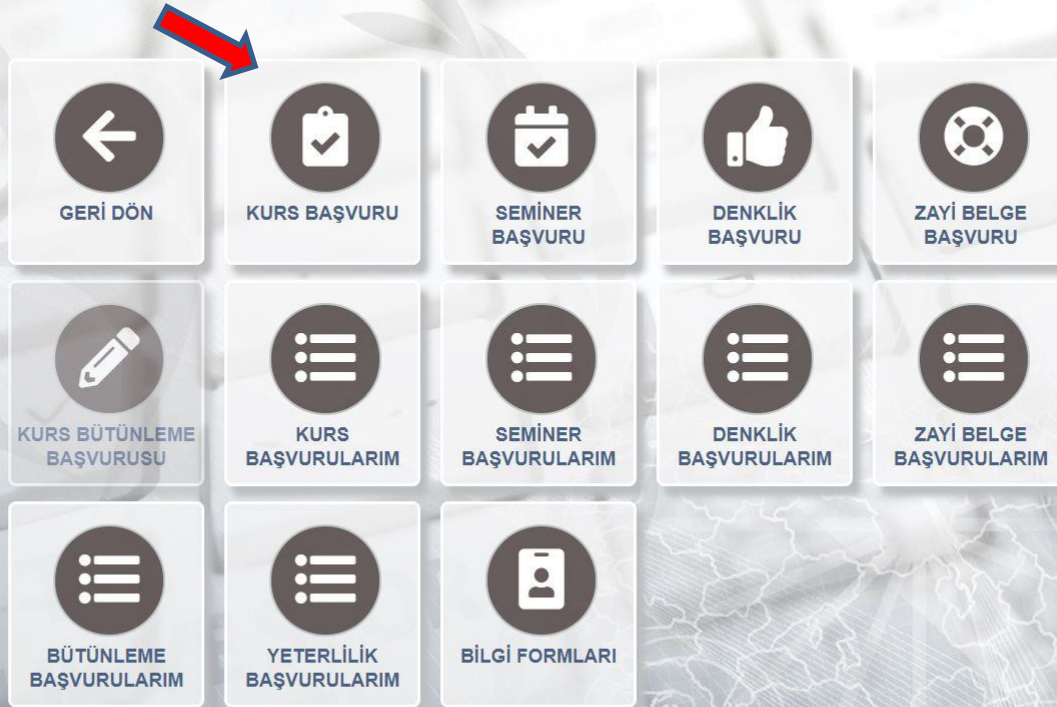 GERİ DÖN
KURS BAŞVURU
SEMİNER
BAŞVURU
DENKLİK
BAŞVURU
ZAYİ BELGE
BAŞVURU
KURS BÜTÜNLEME
BAŞVURUSU
KURS
BAŞVURULARIM
SEMİNER
BAŞVURULARIM
DENKLİK
BAŞVURULARIM
ZAYİ BELGE
BAŞVURULARIM
BÜTÜNLEME
BAŞVURULARIM
YETERLİLİK
BAŞVURULARIM
BİLGİ FORMLARI